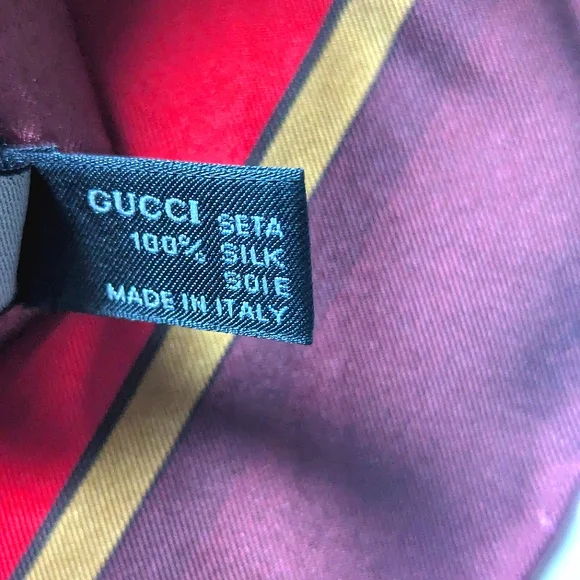 GUCCI SETA
100% SILK
SOIE
MADE IN ITALY